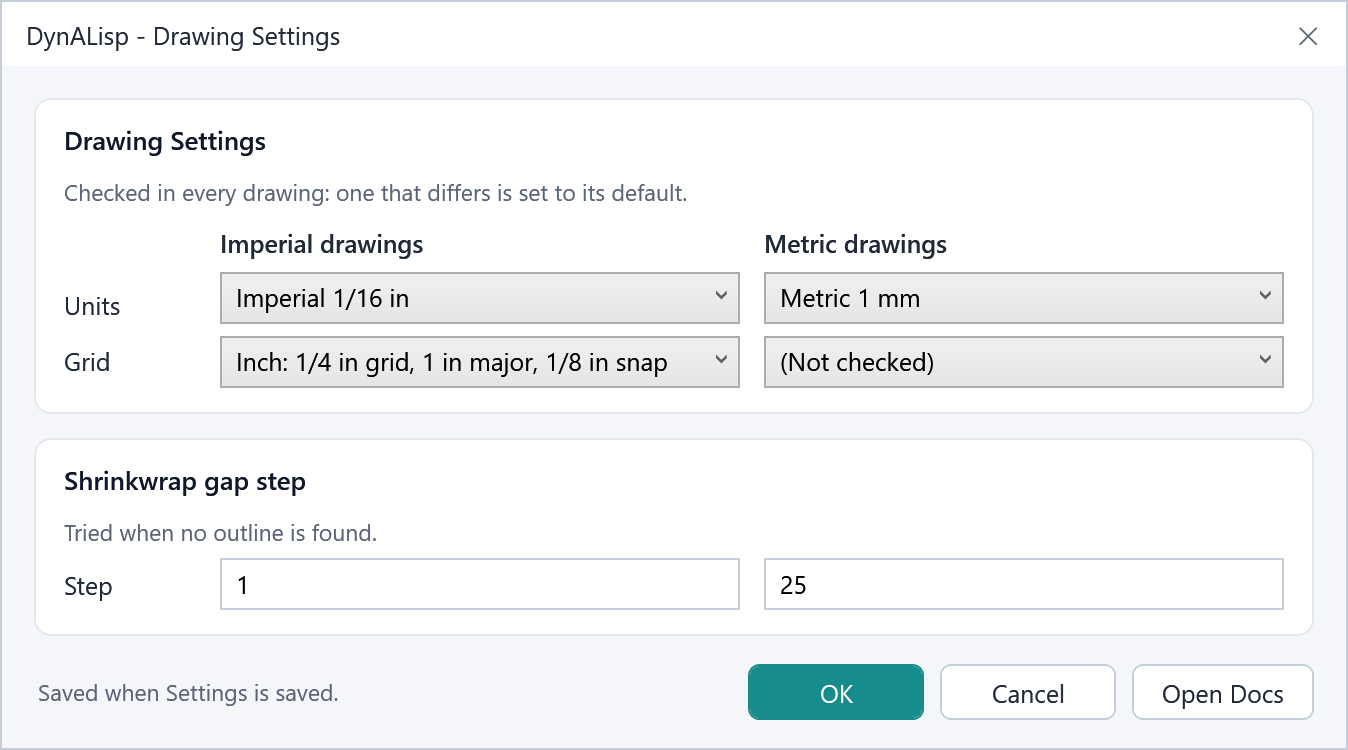 DynALisp - Drawing Settings
Drawing Settings
Checked in every drawing: one that differs is set to its default.
Imperial drawings Metric drawings
Units Imperial 1/16 in Metric 1 mm
Grid Inch: 1/4 in grid, 1 in major, 1/8 in snap (Not checked)
Shrinkwrap gap step
Tried when no outline is found.
Step 1 25
Saved when Settings is saved. OK Cancel Open Docs